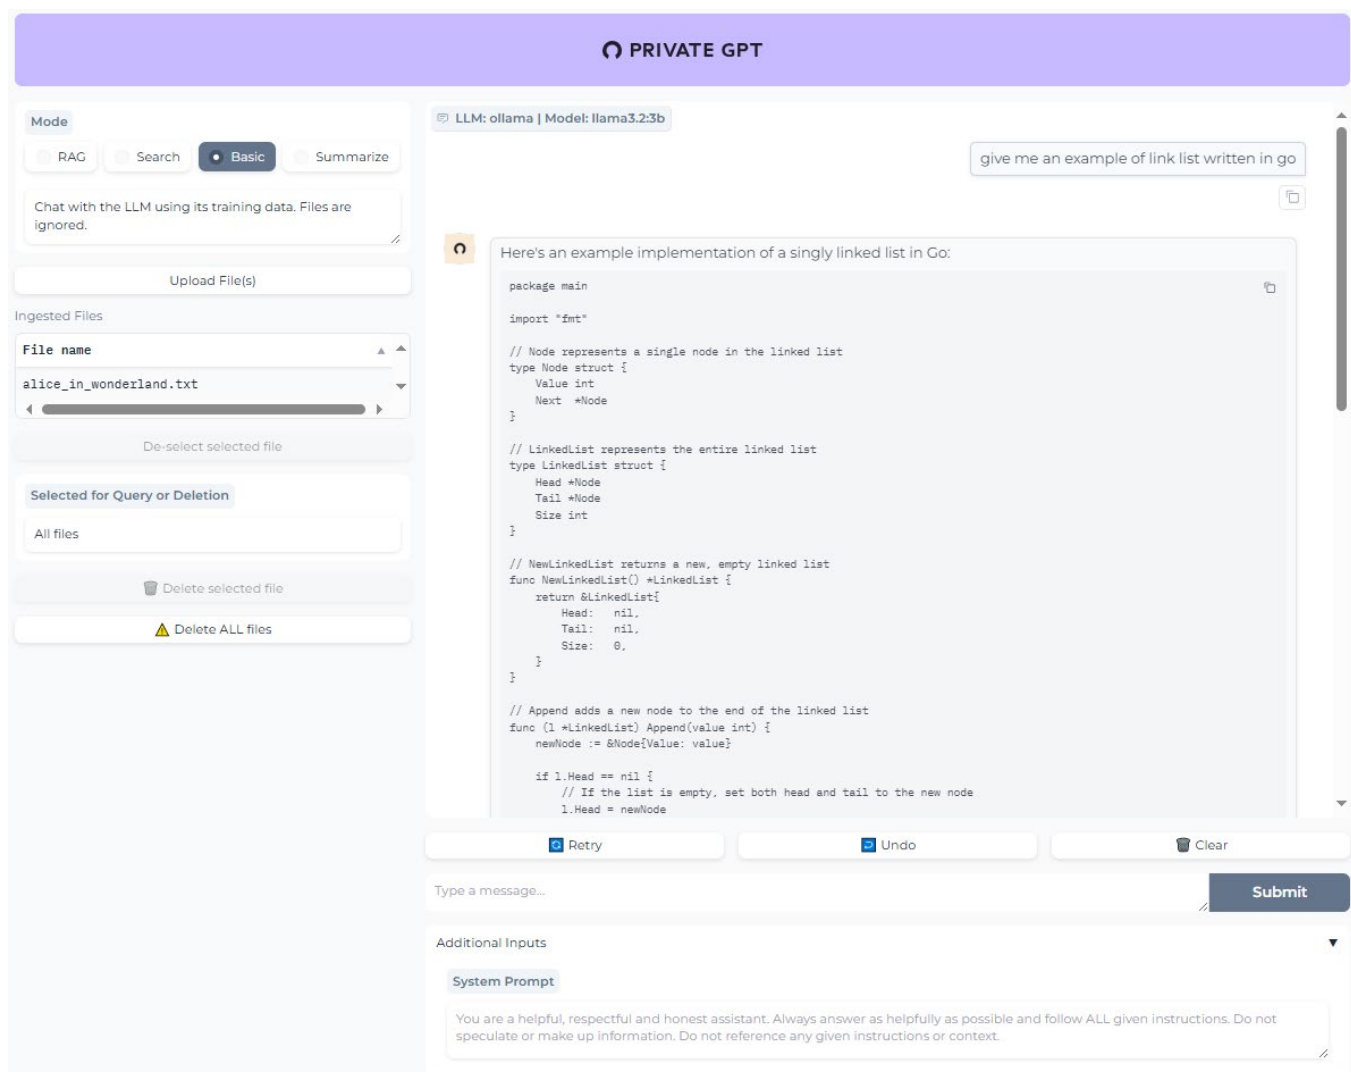 PRIVATE GPT
Mode
RAG
Search
Basic
Summarize
Chat with the LLM using its training data. Files are
ignored.
Upload File(s)
Ingested Files
File name
alice_in_wonderland.txt
De-select selected file
Selected for Query or Deletion
All files
Delete selected file
Delete ALL files
LLM: ollama | Model: llama3.2:3b
give me an example of link list written in go
Here's an example implementation of a singly linked list in Go:
package main
import "fmt"
// Node represents a single node in the linked list
type Node struct {
    Value int
    Next  *Node
}
// LinkedList represents the entire linked list
type LinkedList struct {
    Head *Node
    Tail *Node
    Size int
}
// NewLinkedList returns a new, empty linked list
func NewLinkedList() *LinkedList {
    return &LinkedList{
        Head:   nil,
        Tail:   nil,
        Size:   0,
    }
}
// Append adds a new node to the end of the linked list
func (l *LinkedList) Append(value int) {
    newNode := &Node{Value: value}
    if l.Head == nil {
        // If the list is empty, set both head and tail to the new node
        l.Head = newNode
Retry
Undo
Clear
Type a message...
Submit
Additional Inputs
System Prompt
You are a helpful, respectful and honest assistant. Always answer as helpfully as possible and follow ALL given instructions. Do not
speculate or make up information. Do not reference any given instructions or context.